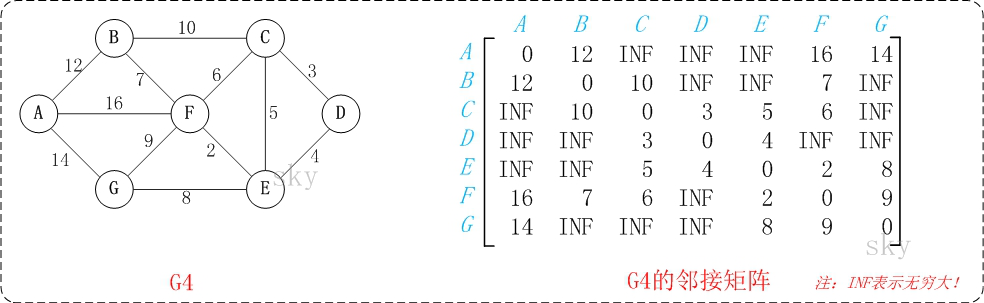 10
B
C
12
7
6
3
A
16
F
5
D
14
9
2
4
G
8
E
sky
G4
A B C D E F G
A 0 12 INF INF INF 16 14
B 12 0 10 INF INF 7 INF
C INF 10 0 3 5 6 INF
D INF INF 3 0 4 INF INF
E INF INF 5 4 0 2 8
F 16 7 6 INF 2 0 9
G 14 INF INF INF 8 9 0
sky
G4的邻接矩阵
注: INF表示无穷大!